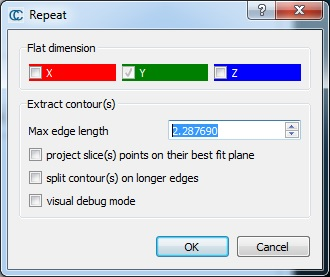 Repeat
Flat dimension
X Y Z
Extract contour(s)
Max edge length 2.287690
project slice(s) points on their best fit plane
split contour(s) on longer edges
visual debug mode
OK Cancel